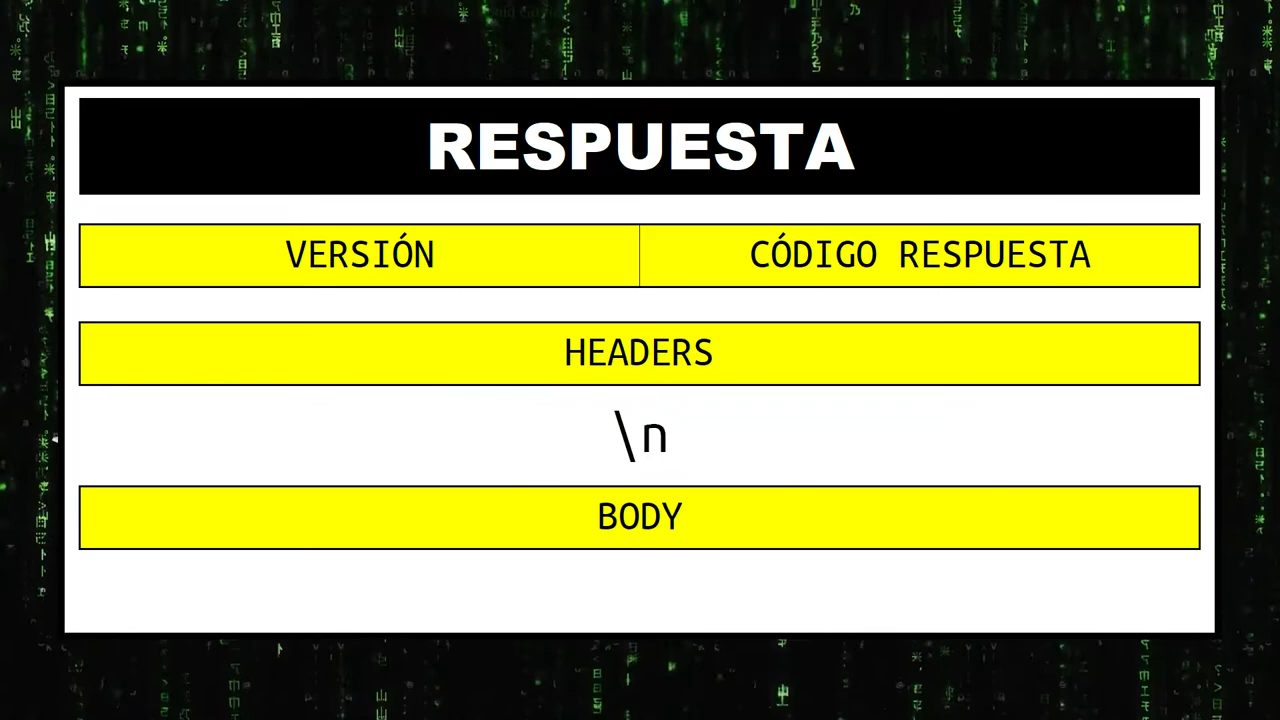 RESPUESTA
VERSIÓN CÓDIGO RESPUESTA
HEADERS
\n
BODY